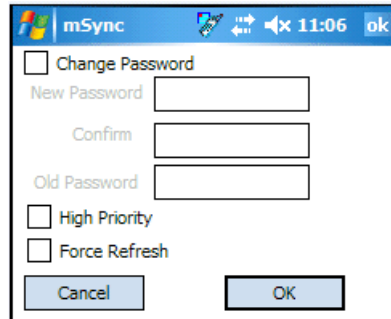 mSync 11:06 ok
Change Password
New Password
Confirm
Old Password
High Priority
Force Refresh
Cancel OK